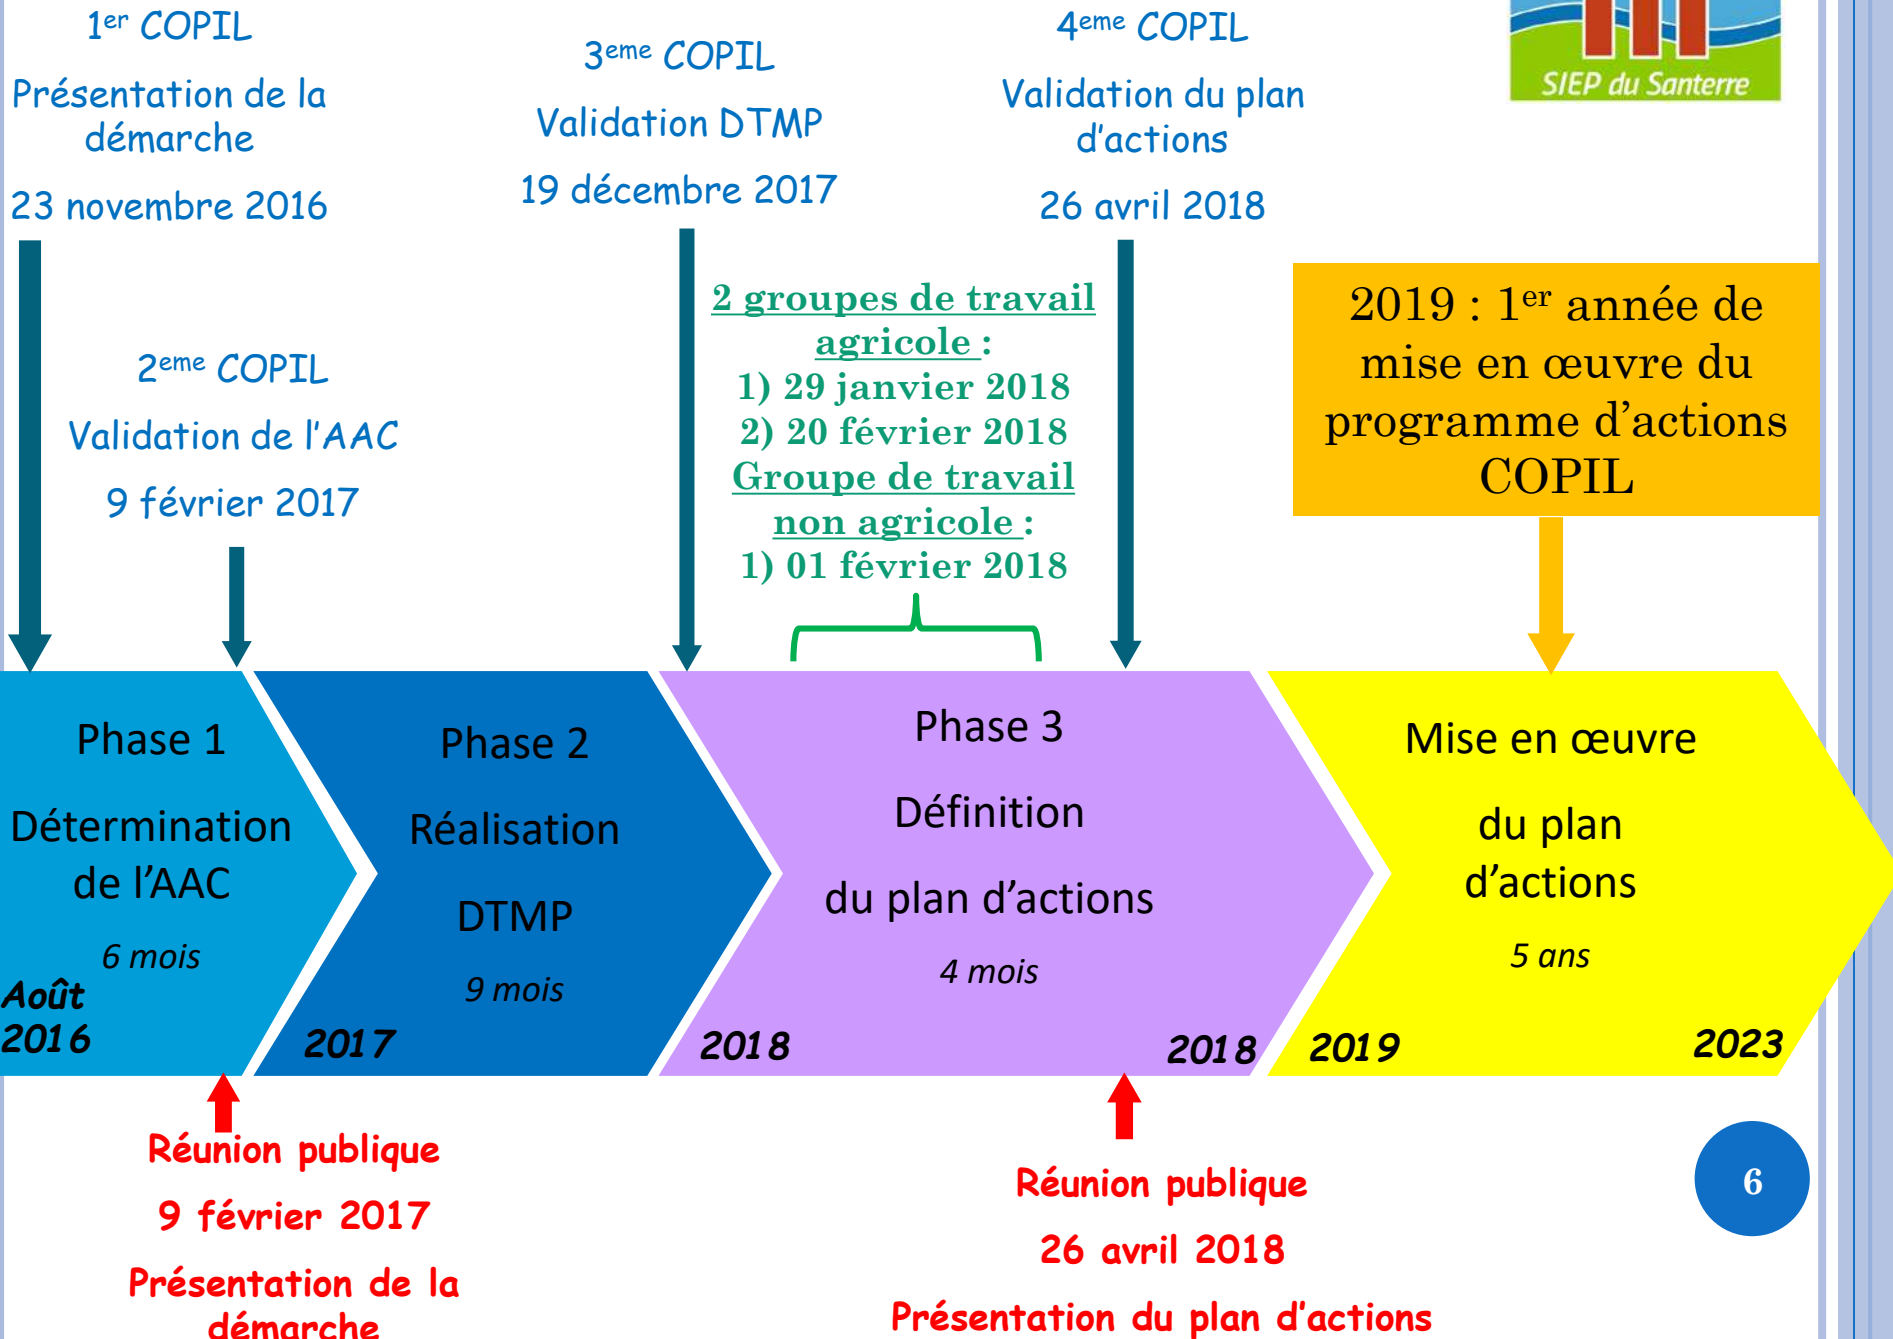 1er COPIL
Présentation de la
démarche
23 novembre 2016
2eme COPIL
Validation de l'AAC
9 février 2017
3eme COPIL
Validation DTMP
19 décembre 2017
2 groupes de travail
agricole :
1) 29 janvier 2018
2) 20 février 2018
Groupe de travail
non agricole :
1) 01 février 2018
4eme COPIL
Validation du plan
d'actions
26 avril 2018
SIEP du Santerre
2019 : 1er année de
mise en œuvre du
programme d'actions
COPIL
Phase 1
Détermination
de l'AAC
6 mois
Août
2016
Phase 2
Réalisation
DTMP
9 mois
2017
Phase 3
Définition
du plan d'actions
4 mois
2018
2018
Mise en œuvre
du plan
d'actions
5 ans
2019
2023
Réunion publique
9 février 2017
Présentation de la
démarche
Réunion publique
26 avril 2018
Présentation du plan d'actions
6